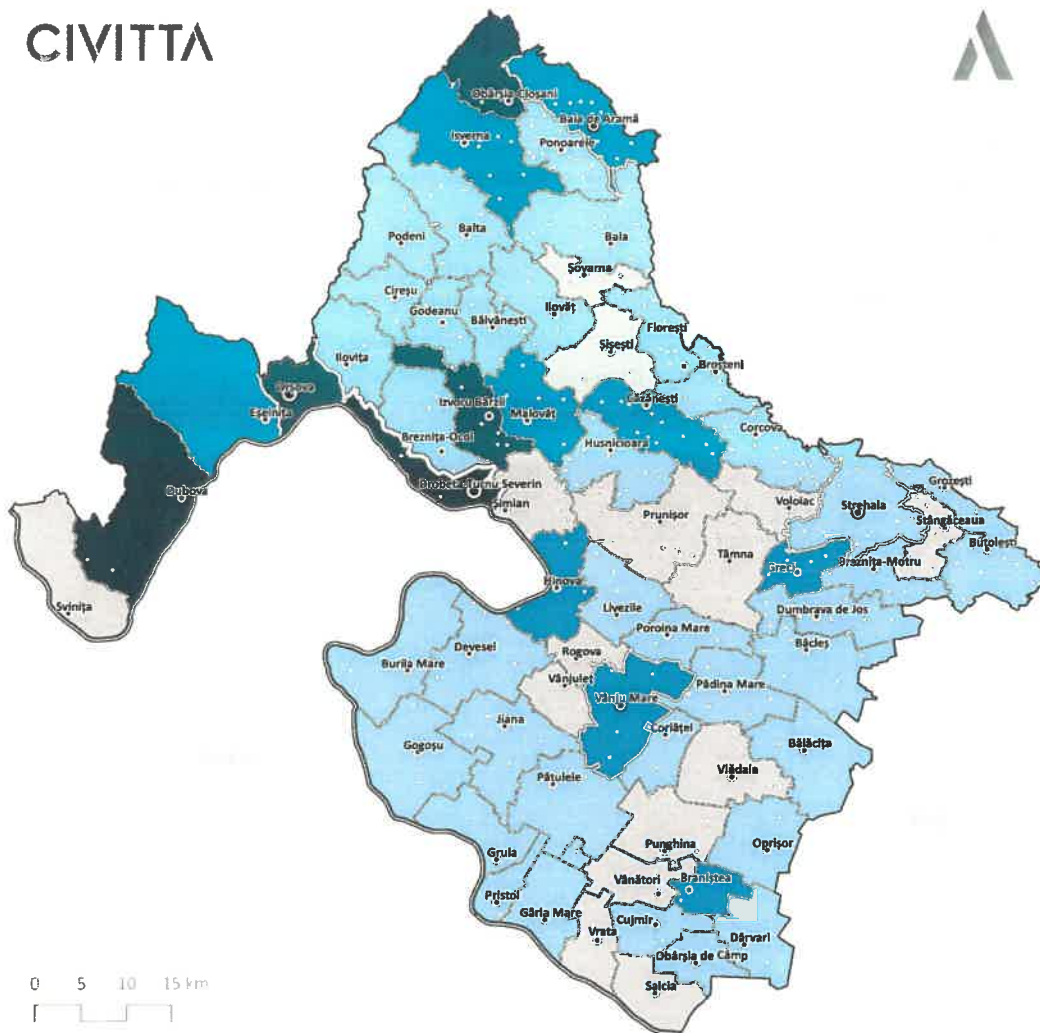 CIVITTA
Obârșia-Cloșani
Baia de Aramă
Isverna
Ponoarele
Podeni
Balta
Bala
Șovarna
Cireșu
Godeanu
Bâlvănești
Ilovăț
Florești
Șișești
Broșteni
Ilovița
Orșova
Eșelnița
Izvoru Bârzii
Malovăț
Căzănești
Breznița-Ocol
Husnicioara
Corcova
Dubova
Drobeta-Turnu Severin
Șimian
Prunișor
Voloiac
Strehaia
Grozești
Stângăceaua
Butoiești
Tâmna
Greci
Breznița-Motru
Svinița
Hinova
Livezile
Dumbrava de Jos
Poroina Mare
Bâcleș
Devesel
Rogova
Burila Mare
Vânjuleț
Vânju Mare
Pădina Mare
Jiana
Corlățel
Gogoșu
Bălăcița
Vlădaia
Pătulele
Punghina
Oprișor
Gruia
Vânători
Braniștea
Pristol
Gârla Mare
Cujmir
Vrata
Dârvari
Obârșia de Câmp
Salcia
0 5 10 15 km